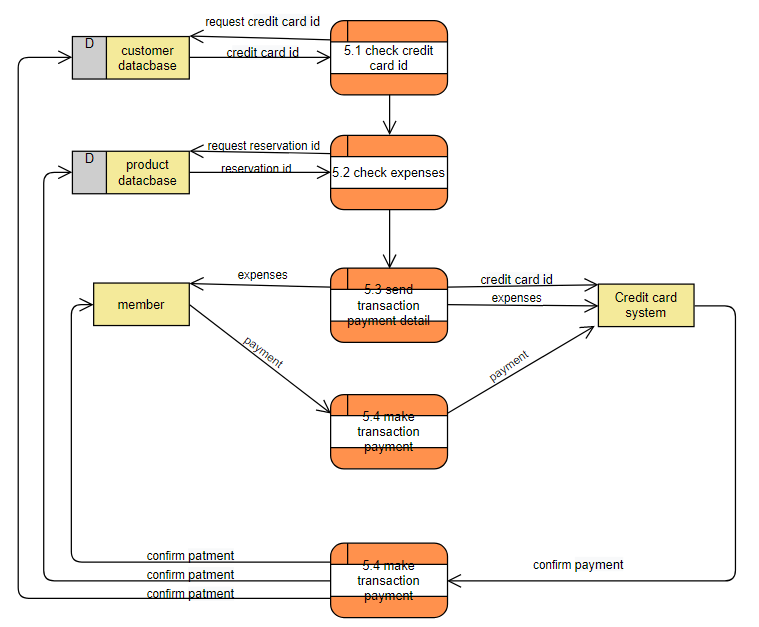 request credit card id
D
customer
datacbase
credit card id
5.1 check credit
card id
request reservation id
D
product
datacbase
reservation id
5.2 check expenses
expenses
member
5.3 send
transaction
payment detail
credit card id
expenses
Credit card
system
payment
payment
5.4 make
transaction
payment
confirm patment
confirm patment
confirm patment
5.4 make
transaction
payment
confirm payment